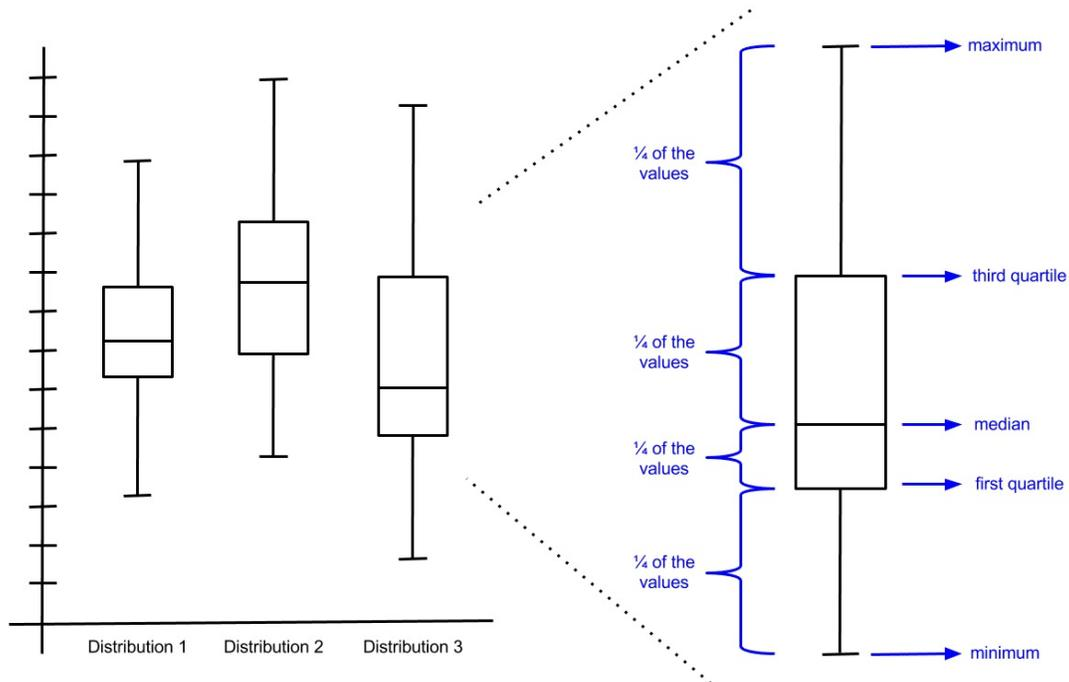 Distribution 1
Distribution 2
Distribution 3
¼ of the
values
¼ of the
values
¼ of the
values
¼ of the
values
maximum
third quartile
median
first quartile
minimum